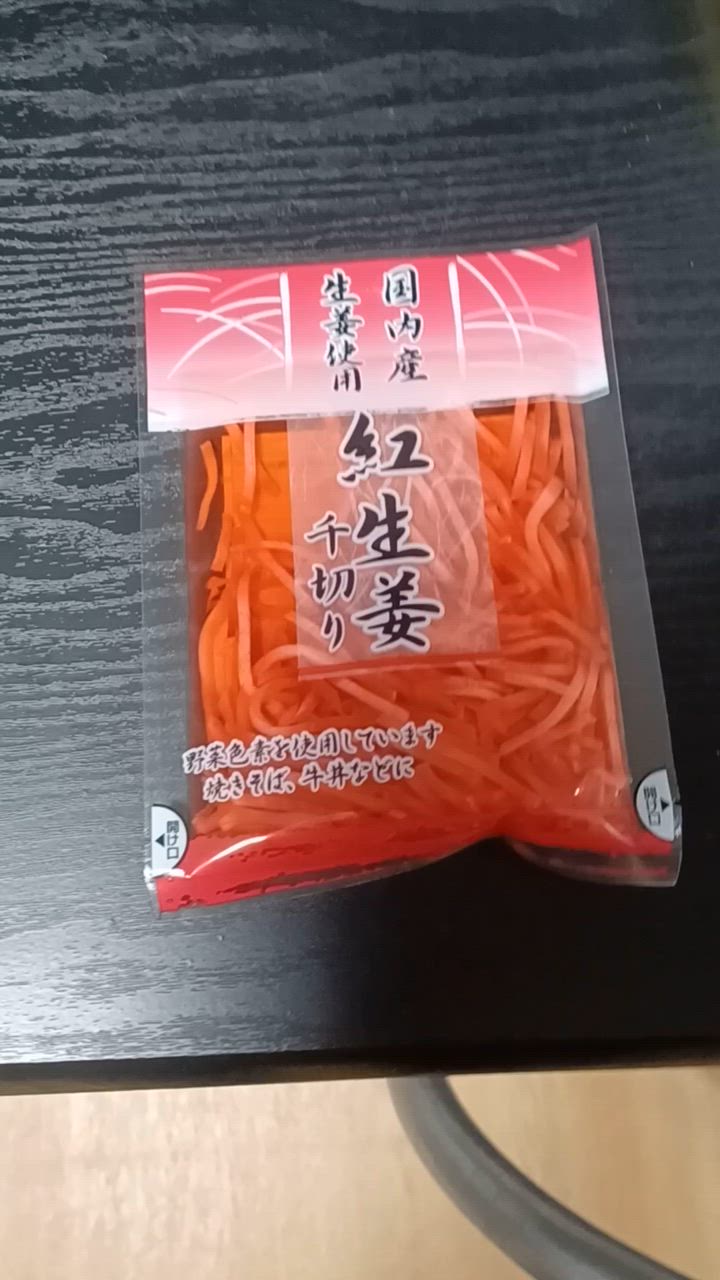 国内産
生姜使用
紅生姜
千切り
野菜色素を使用しています
焼きそば、牛丼などに
開け口
開け口